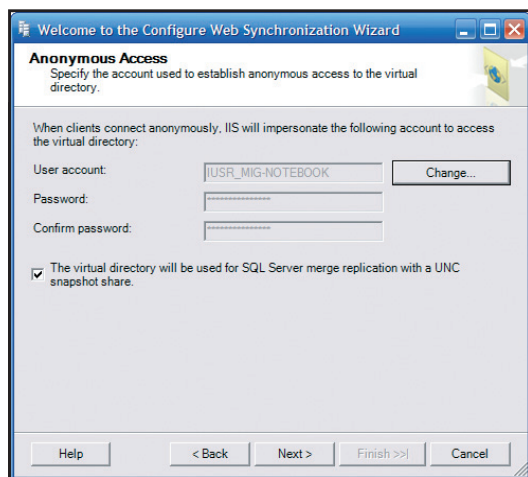 Welcome to the Configure Web Synchronization Wizard
Anonymous Access
Specify the account used to establish anonymous access to the virtual
directory.
When clients connect anonymously, IIS will impersonate the following account to access
the virtual directory:
User account:
IUSR_MIG-NOTEBOOK
Change...
Password:
***************
Confirm password:
***************
The virtual directory will be used for SQL Server merge replication with a UNC
snapshot share.
Help
< Back
Next >
Finish >>|
Cancel